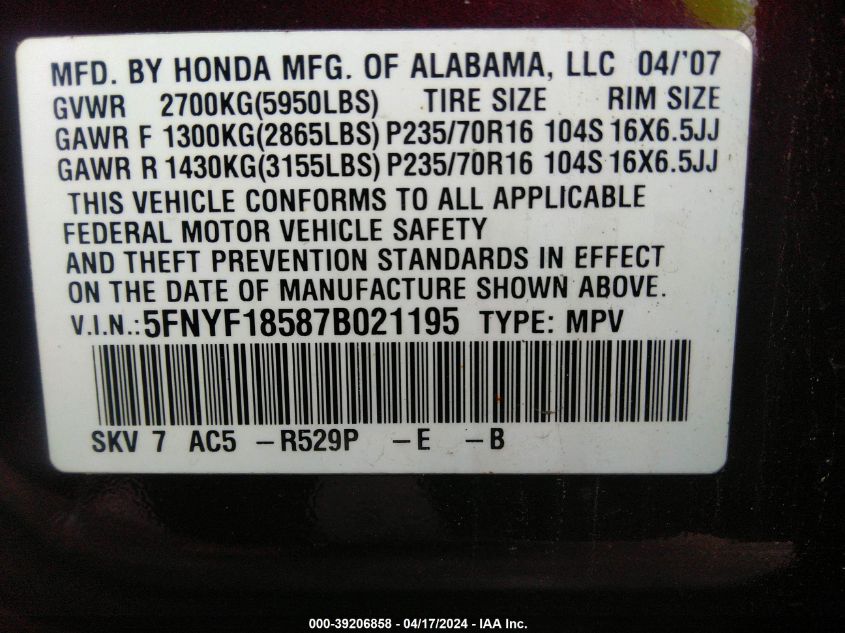 MFD. BY HONDA MFG. OF ALABAMA, LLC 04/'07
GVWR 2700KG(5950LBS) TIRE SIZE RIM SIZE
GAWR F 1300KG(2865LBS) P235/70R16 104S 16X6.5JJ
GAWR R 1430KG(3155LBS) P235/70R16 104S 16X6.5JJ
THIS VEHICLE CONFORMS TO ALL APPLICABLE
FEDERAL MOTOR VEHICLE SAFETY
AND THEFT PREVENTION STANDARDS IN EFFECT
ON THE DATE OF MANUFACTURE SHOWN ABOVE.
V.I.N.:5FNYF18587B021195 TYPE: MPV
SKV 7 AC5 -R529P -E -B
000-39206858 - 04/17/2024 - IAA Inc.